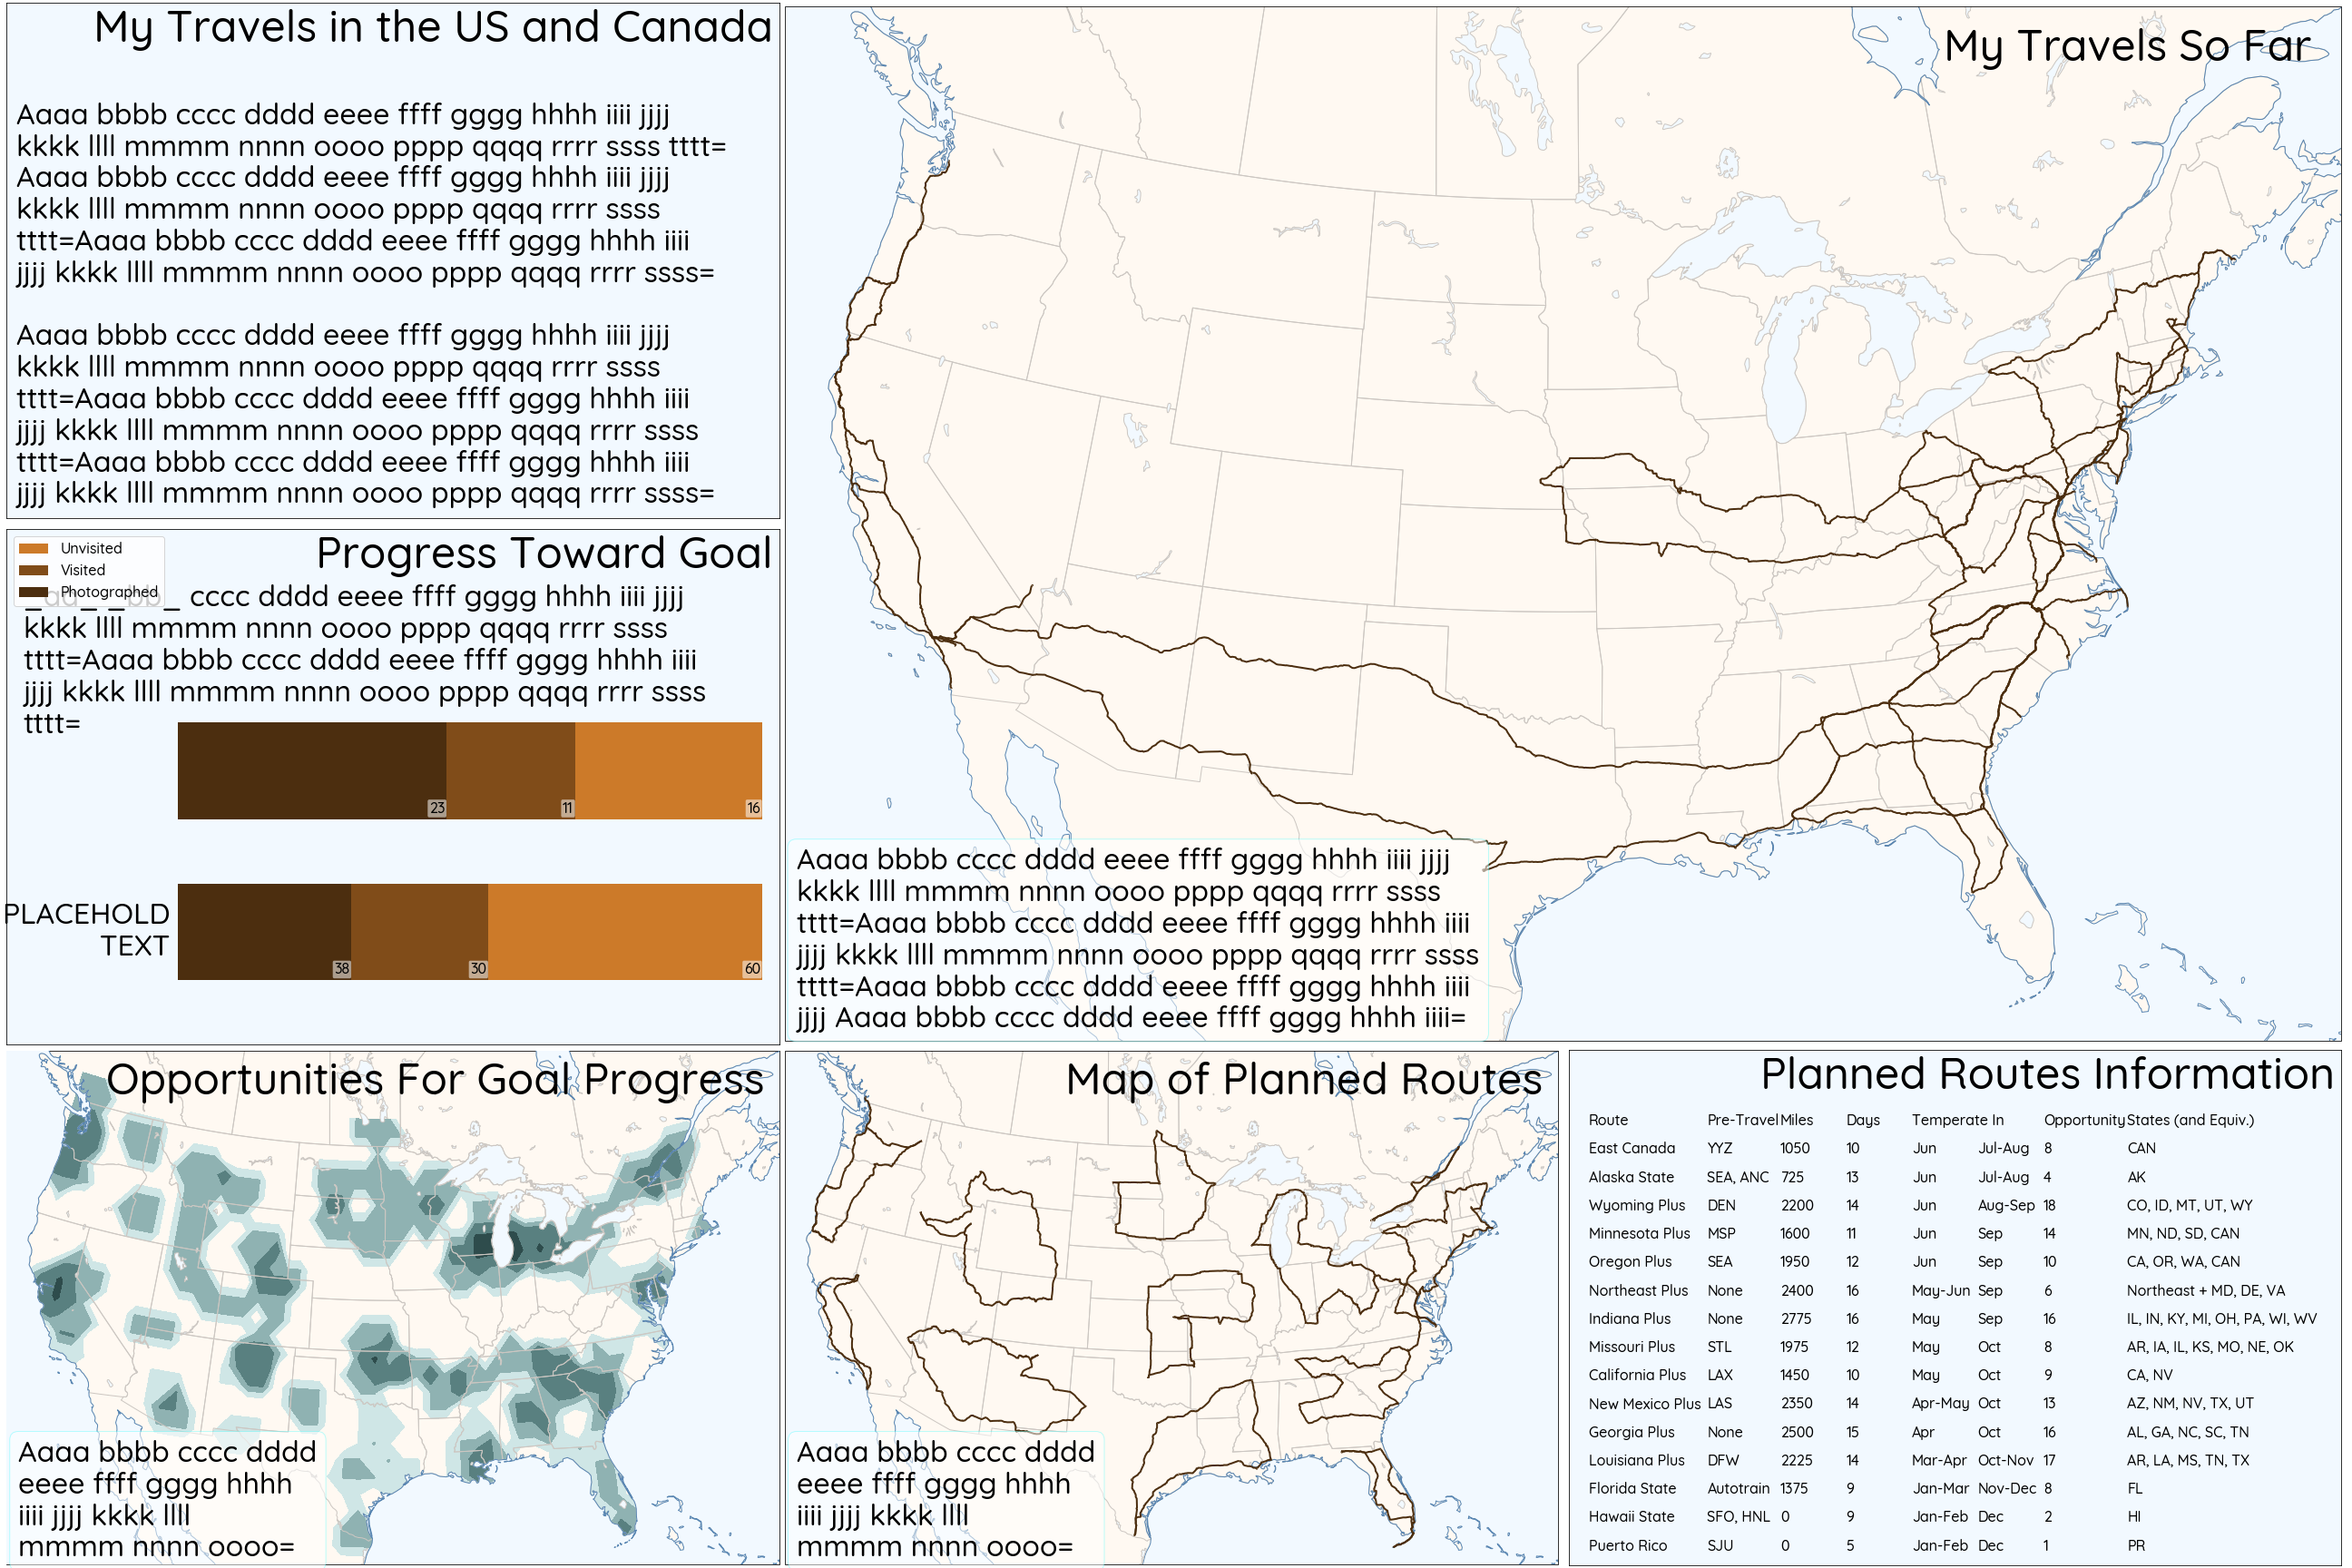 My Travels in the US and Canada
Aaaa bbbb cccc dddd eeee ffff gggg hhhh iiii jjjj
kkkk llll mmmm nnnn oooo pppp qqqq rrrr ssss tttt=
Aaaa bbbb cccc dddd eeee ffff gggg hhhh iiii jjjj
kkkk llll mmmm nnnn oooo pppp qqqq rrrr ssss
tttt=Aaaa bbbb cccc dddd eeee ffff gggg hhhh iiii
jjjj kkkk llll mmmm nnnn oooo pppp qqqq rrrr ssss=
Aaaa bbbb cccc dddd eeee ffff gggg hhhh iiii jjjj
kkkk llll mmmm nnnn oooo pppp qqqq rrrr ssss
tttt=Aaaa bbbb cccc dddd eeee ffff gggg hhhh iiii
jjjj kkkk llll mmmm nnnn oooo pppp qqqq rrrr ssss
tttt=Aaaa bbbb cccc dddd eeee ffff gggg hhhh iiii
jjjj kkkk llll mmmm nnnn oooo pppp qqqq rrrr ssss=
My Travels So Far
Aaaa bbbb cccc dddd eeee ffff gggg hhhh iiii jjjj
kkkk llll mmmm nnnn oooo pppp qqqq rrrr ssss
tttt=Aaaa bbbb cccc dddd eeee ffff gggg hhhh iiii
jjjj kkkk llll mmmm nnnn oooo pppp qqqq rrrr ssss
tttt=Aaaa bbbb cccc dddd eeee ffff gggg hhhh iiii
jjjj Aaaa bbbb cccc dddd eeee ffff gggg hhhh iiii=
Progress Toward Goal
Unvisited
Visited
Photographed
_aa_ _bb_ cccc dddd eeee ffff gggg hhhh iiii jjjj
kkkk llll mmmm nnnn oooo pppp qqqq rrrr ssss
tttt=Aaaa bbbb cccc dddd eeee ffff gggg hhhh iiii
jjjj kkkk llll mmmm nnnn oooo pppp qqqq rrrr ssss
tttt=
23 11 16
PLACEHOLD
TEXT
38 30 60
Opportunities For Goal Progress
Aaaa bbbb cccc dddd
eeee ffff gggg hhhh
iiii jjjj kkkk llll
mmmm nnnn oooo=
Map of Planned Routes
Aaaa bbbb cccc dddd
eeee ffff gggg hhhh
iiii jjjj kkkk llll
mmmm nnnn oooo=
Planned Routes Information
Route Pre-Travel Miles Days Temperate In Opportunity States (and Equiv.)
East Canada YYZ 1050 10 Jun Jul-Aug 8 CAN
Alaska State SEA, ANC 725 13 Jun Jul-Aug 4 AK
Wyoming Plus DEN 2200 14 Jun Aug-Sep 18 CO, ID, MT, UT, WY
Minnesota Plus MSP 1600 11 Jun Sep 14 MN, ND, SD, CAN
Oregon Plus SEA 1950 12 Jun Sep 10 CA, OR, WA, CAN
Northeast Plus None 2400 16 May-Jun Sep 6 Northeast + MD, DE, VA
Indiana Plus None 2775 16 May Sep 16 IL, IN, KY, MI, OH, PA, WI, WV
Missouri Plus STL 1975 12 May Oct 8 AR, IA, IL, KS, MO, NE, OK
California Plus LAX 1450 10 May Oct 9 CA, NV
New Mexico Plus LAS 2350 14 Apr-May Oct 13 AZ, NM, NV, TX, UT
Georgia Plus None 2500 15 Apr Oct 16 AL, GA, NC, SC, TN
Louisiana Plus DFW 2225 14 Mar-Apr Oct-Nov 17 AR, LA, MS, TN, TX
Florida State Autotrain 1375 9 Jan-Mar Nov-Dec 8 FL
Hawaii State SFO, HNL 0 9 Jan-Feb Dec 2 HI
Puerto Rico SJU 0 5 Jan-Feb Dec 1 PR